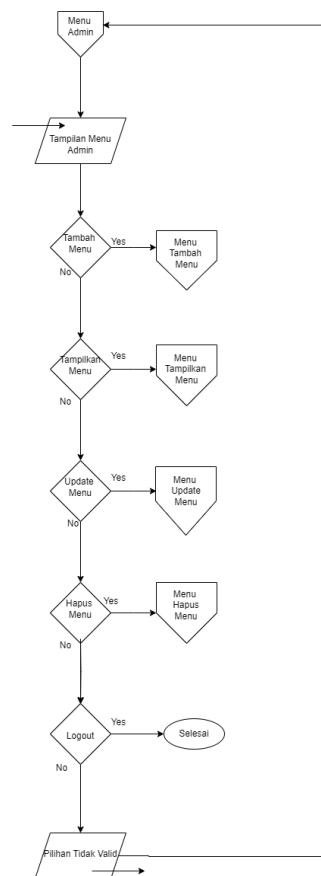 Menu
Admin
Tampilan Menu
Admin
Tambah
Menu
Yes
No
Menu
Tambah
Menu
Tampilkan
Menu
Yes
No
Menu
Tampilkan
Menu
Update
Menu
Yes
No
Menu
Update
Menu
Hapus
Menu
Yes
No
Menu
Hapus
Menu
Logout
Yes
No
Selesai
Pilihan Tidak Valid